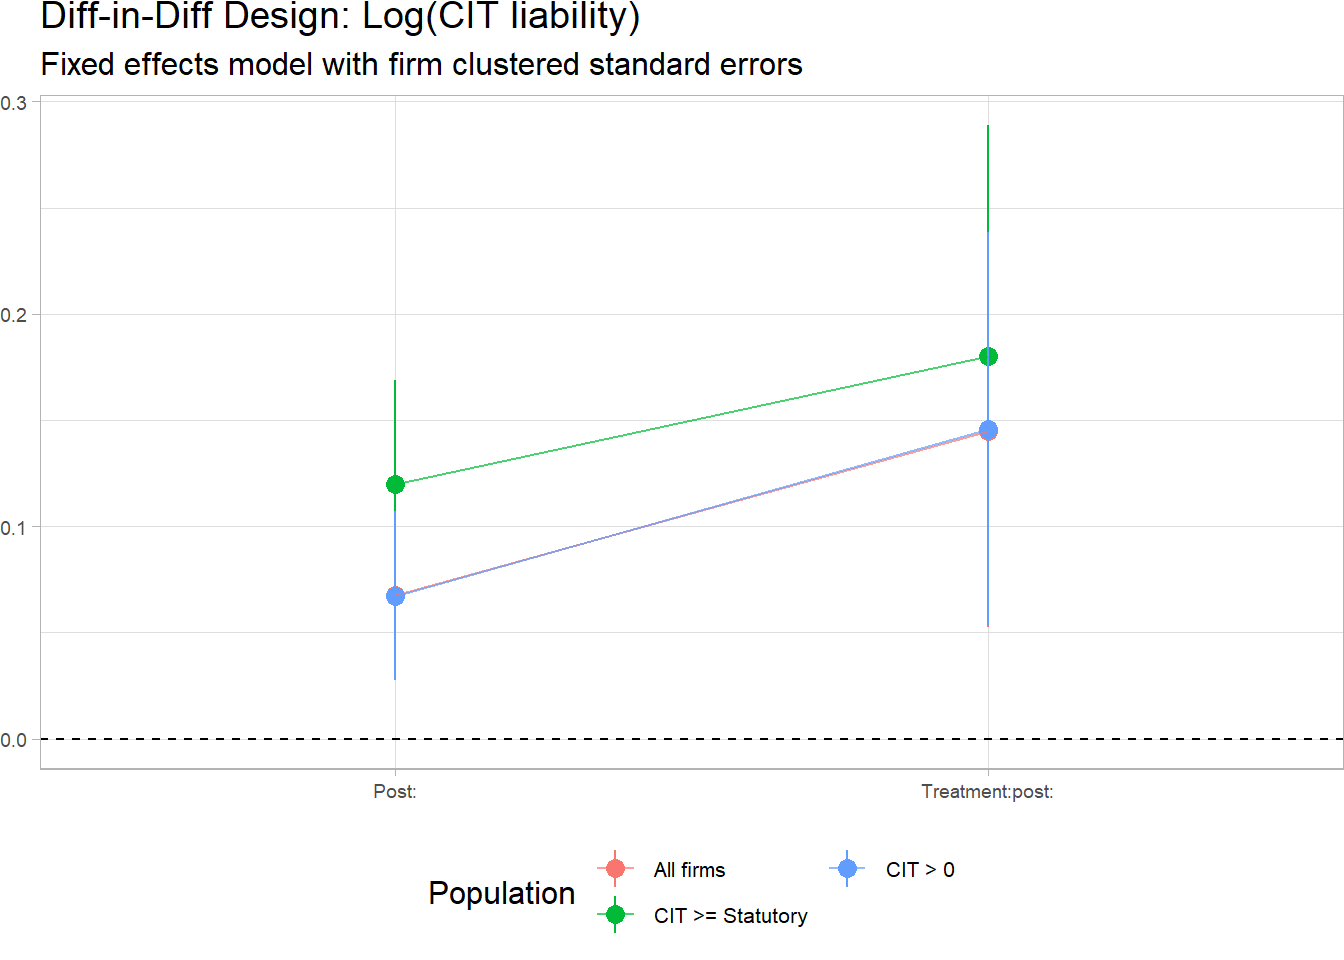 Diff-in-Diff Design: Log(CIT liability)
Fixed effects model with firm clustered standard errors
0.3
0.2
0.1
0.0
Post:
Treatment:post:
Population
All firms
CIT > 0
CIT >= Statutory